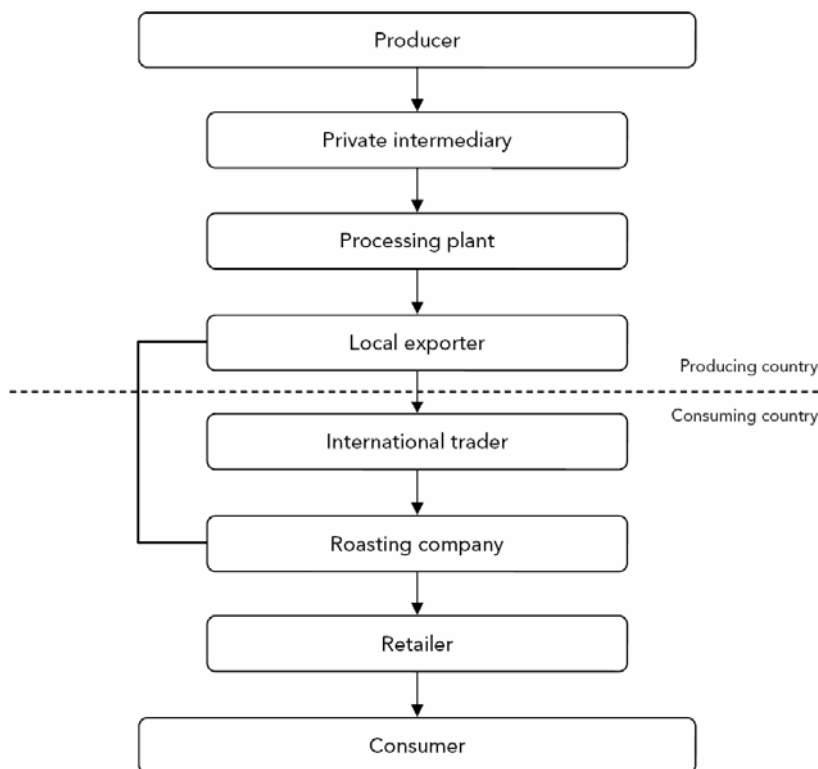 Producer
Private intermediary
Processing plant
Local exporter
Producing country
Consuming country
International trader
Roasting company
Retailer
Consumer